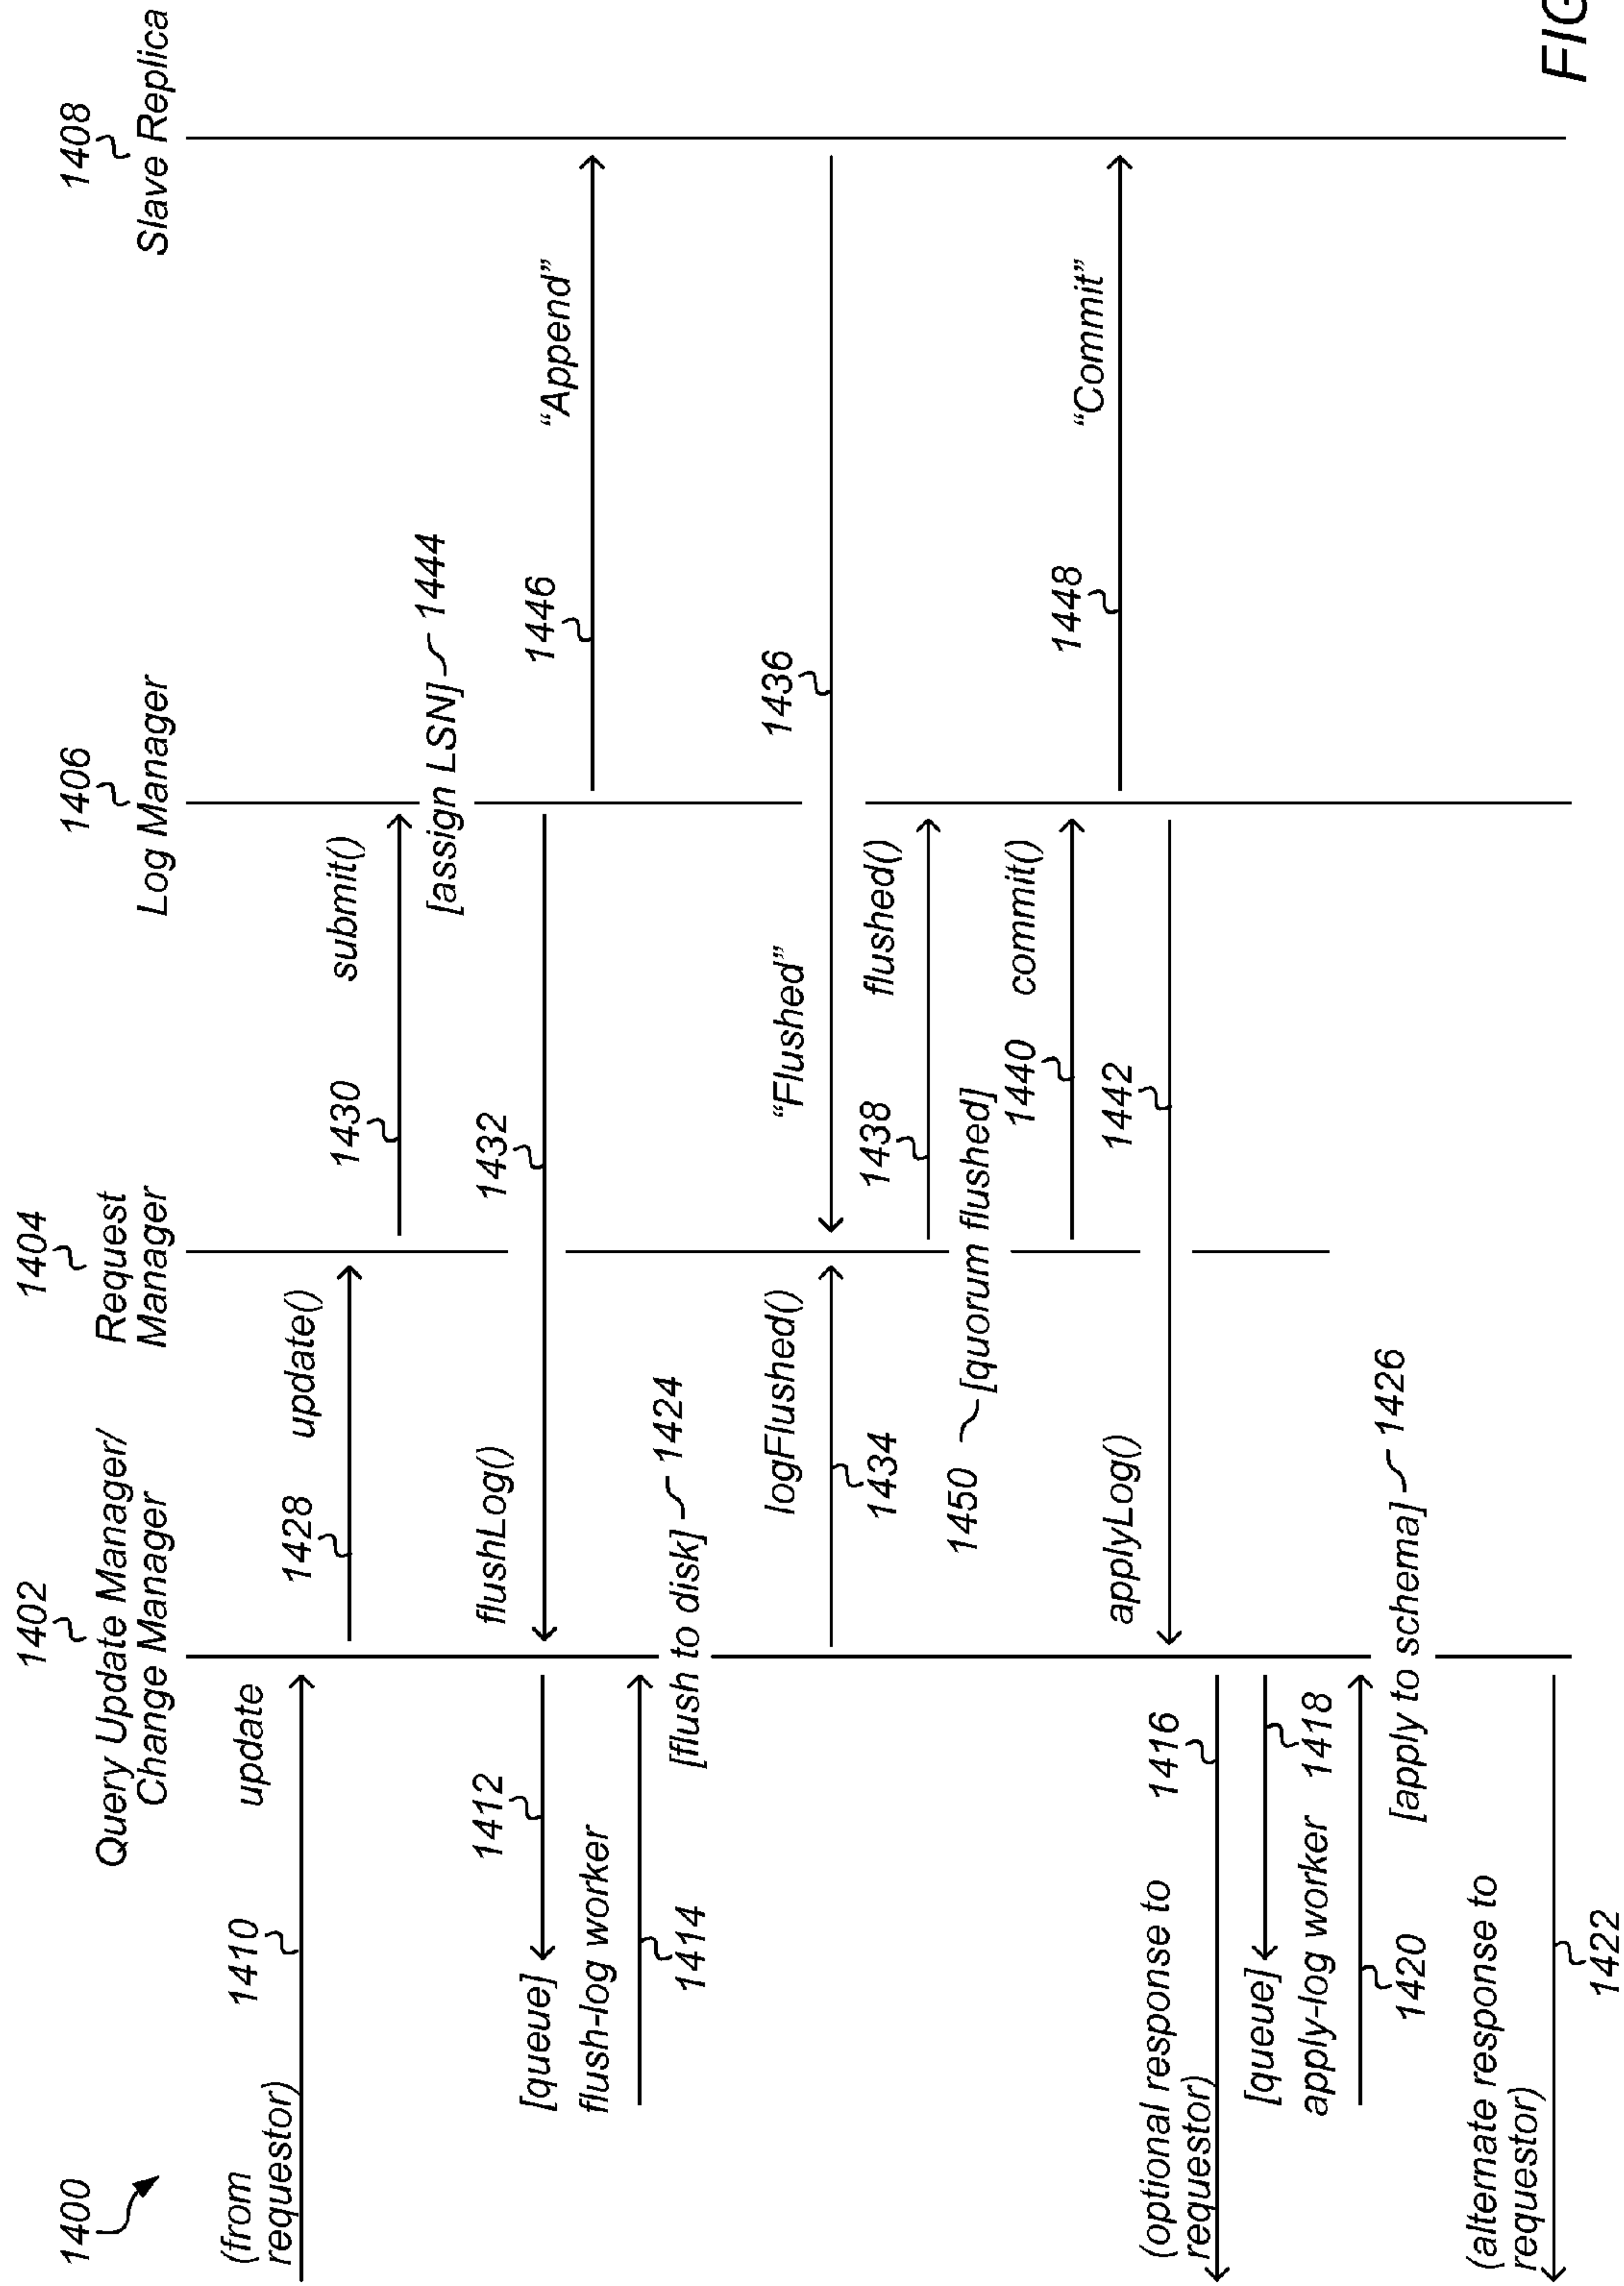 1400
1402
Query Update Manager/
Change Manager
1404
Request
Manager
1406
Log Manager
1408
Slave Replica
(from
requestor)
1410
update
1428
update()
1430
submit()
[assign LSN]
1444
flushLog()
1432
1412
[queue]
1446
"Append"
flush-log worker
1414
[flush to disk]
1424
logFlushed()
1434
"Flushed"
1436
1438
flushed()
1450
[quorum flushed]
1440
commit()
1448
"Commit"
applyLog()
1442
(optional response to
requestor)
1416
[queue]
1418
apply-log worker
1420
[apply to schema]
1426
(alternate response to
requestor)
1422
FIG